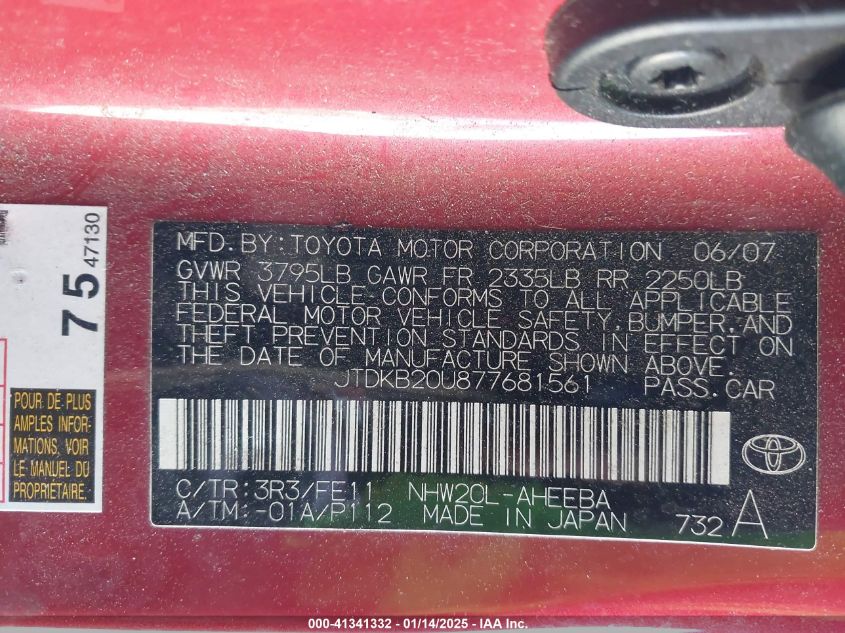 MFD. BY: TOYOTA MOTOR CORPORATION 06/07
GVWR 3795LB GAWR FR 2335LB RR 2250LB
THIS VEHICLE CONFORMS TO ALL APPLICABLE
FEDERAL MOTOR VEHICLE SAFETY, BUMPER, AND
THEFT PREVENTION STANDARDS IN EFFECT ON
THE DATE OF MANUFACTURE SHOWN ABOVE.
JTDKB20U877681561 PASS. CAR
C/TR: 3R3/FE11 NHW20L-AHEEBA
A/TM: -01A/P112 MADE IN JAPAN 732 A
75 47130
POUR DE PLUS
AMPLES INFOR-
MATIONS, VOIR
LE MANUEL DU
PROPRIÉTAIRE.
000-41341332 - 01/14/2025 - IAA Inc.